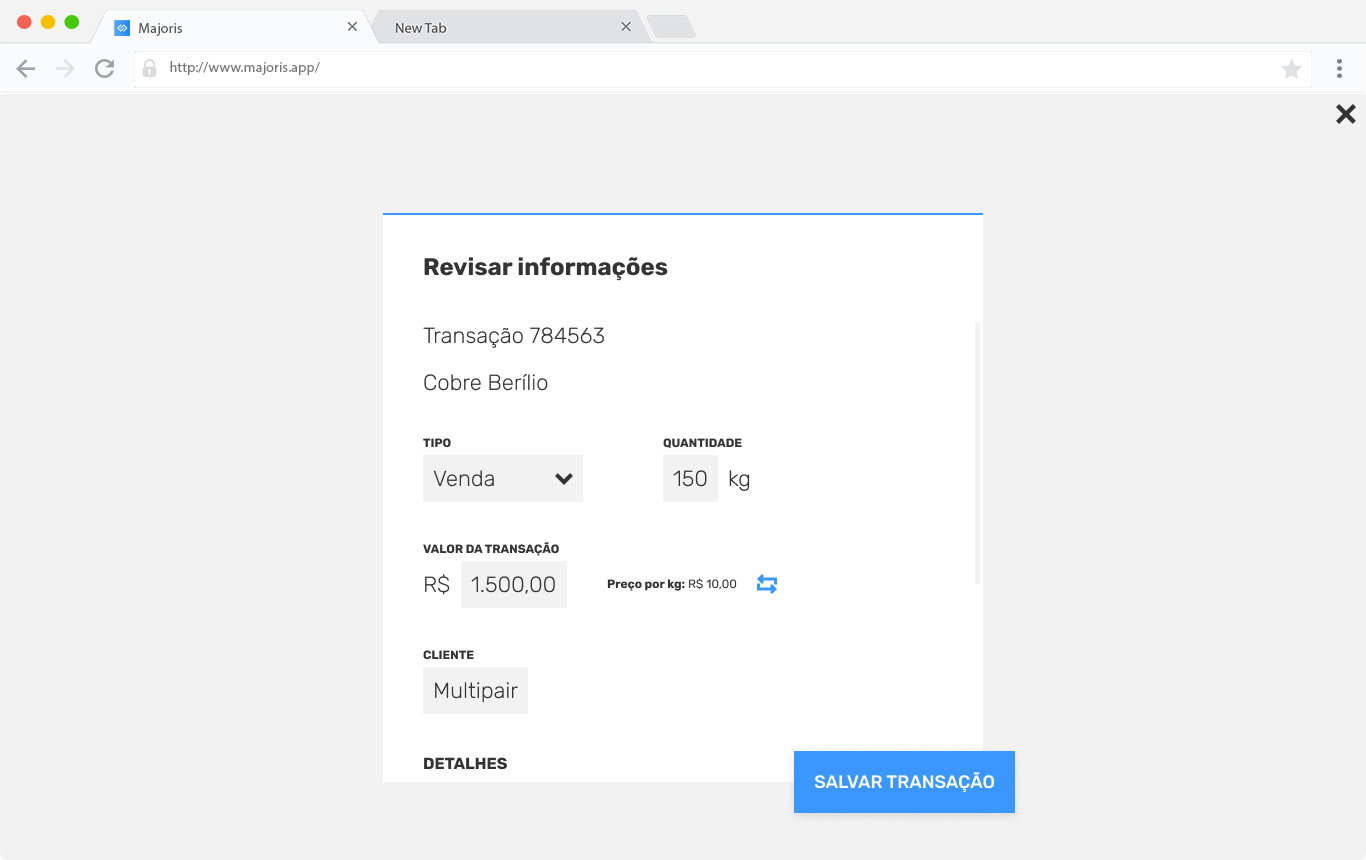 Majoris
New Tab
http://www.majoris.app/
Revisar informações
Transação 784563
Cobre Berílio
TIPO QUANTIDADE
Venda 150 kg
VALOR DA TRANSAÇÃO
R$ 1.500,00 Preço por kg: R$ 10,00
CLIENTE
Multipair
DETALHES
SALVAR TRANSAÇÃO